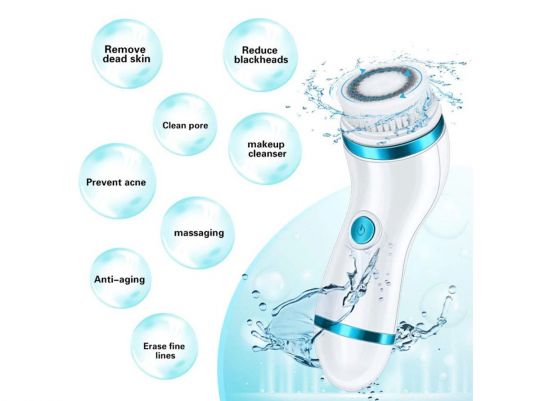 Remove
dead skin
Reduce
blackheads
Clean pore
makeup
cleanser
Prevent acne
massaging
Anti-aging
Erase fine
lines